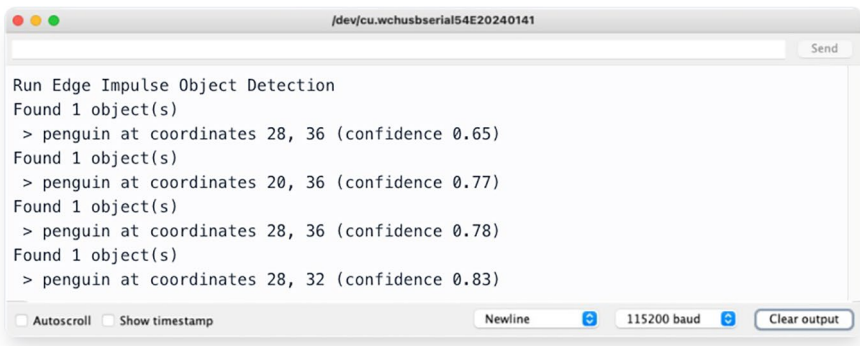 /dev/cu.wchusbserial54E20240141
Send
Run Edge Impulse Object Detection
Found 1 object(s)
> penguin at coordinates 28, 36 (confidence 0.65)
Found 1 object(s)
> penguin at coordinates 20, 36 (confidence 0.77)
Found 1 object(s)
> penguin at coordinates 28, 36 (confidence 0.78)
Found 1 object(s)
> penguin at coordinates 28, 32 (confidence 0.83)
Autoscroll Show timestamp Newline 115200 baud Clear output